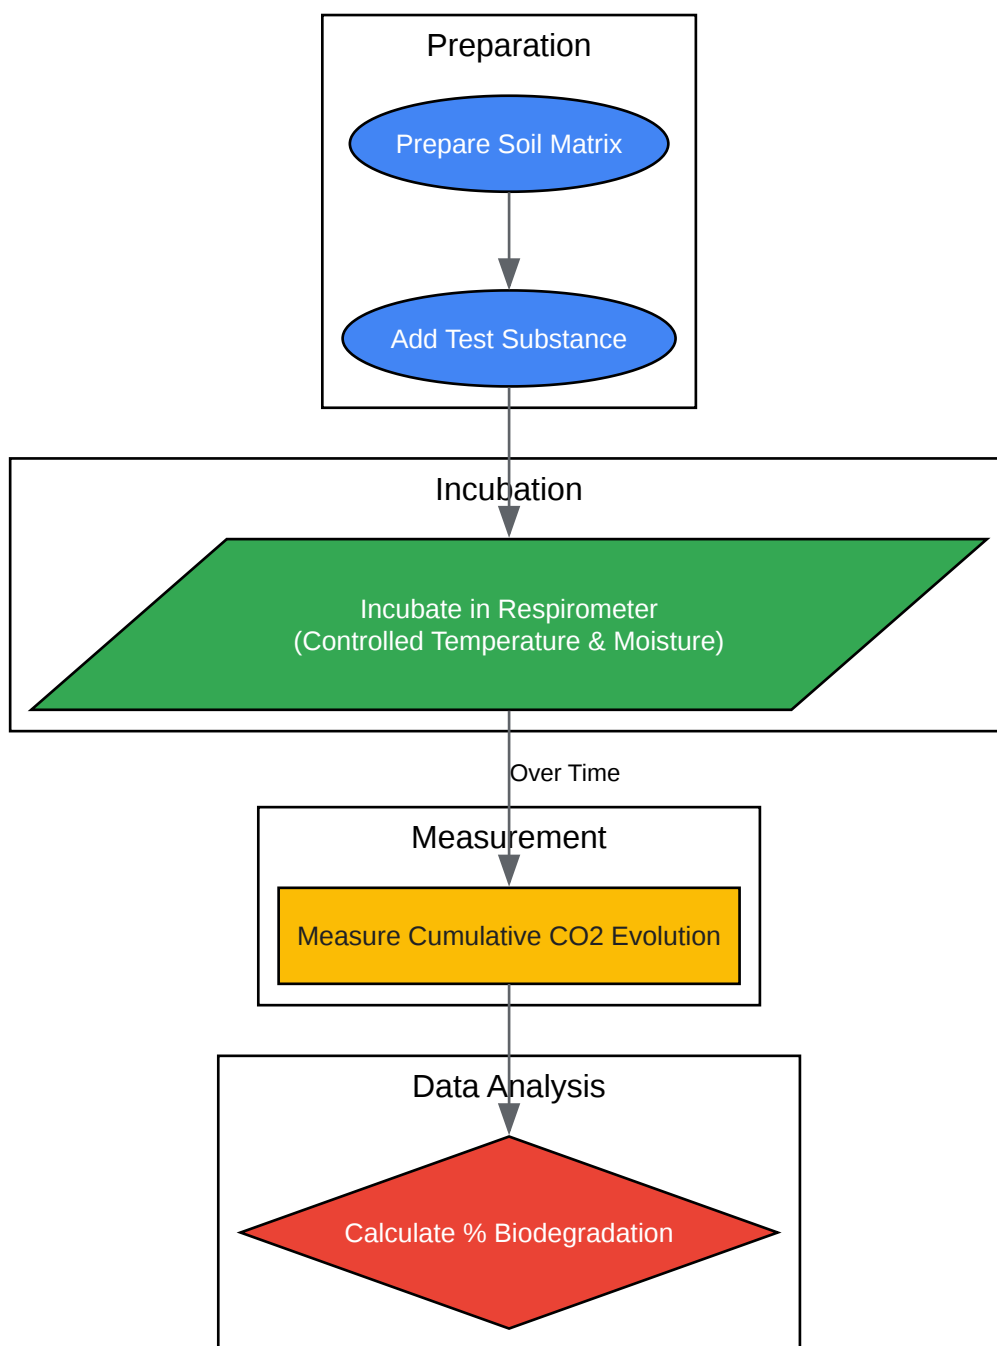 Preparation
Prepare Soil Matrix
Add Test Substance
Incubation
Incubate in Respirometer
(Controlled Temperature & Moisture)
Over Time
Measurement
Measure Cumulative CO2 Evolution
Data Analysis
Calculate % Biodegradation